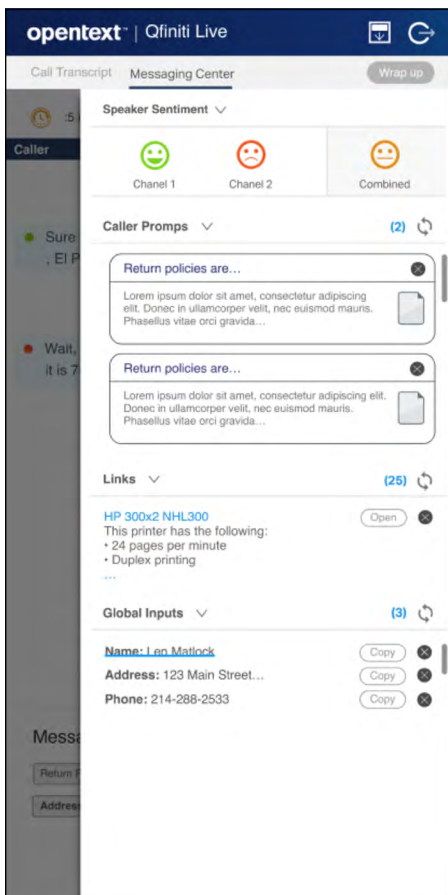 opentext™ | Qfiniti Live
Call Transcript Messaging Center Wrap up
Speaker Sentiment
:5
Caller
Chanel 1 Chanel 2 Combined
Caller Promps (2)
Sure
, El P
Return policies are…
Lorem ipsum dolor sit amet, consectetur adipiscing
elit. Donec in ullamcorper velit, nec euismod mauris.
Phasellus vitae orci gravida…
Wait,
it is 7
Return policies are…
Lorem ipsum dolor sit amet, consectetur adipiscing elit.
Donec in ullamcorper velit, nec euismod mauris.
Phasellus vitae orci gravida…
Links (25)
HP 300x2 NHL300 Open
This printer has the following:
• 24 pages per minute
• Duplex printing
…
Global Inputs (3)
Name: Len Matlock Copy
Address: 123 Main Street… Copy
Phone: 214-288-2533 Copy
Messa
Return P
Address